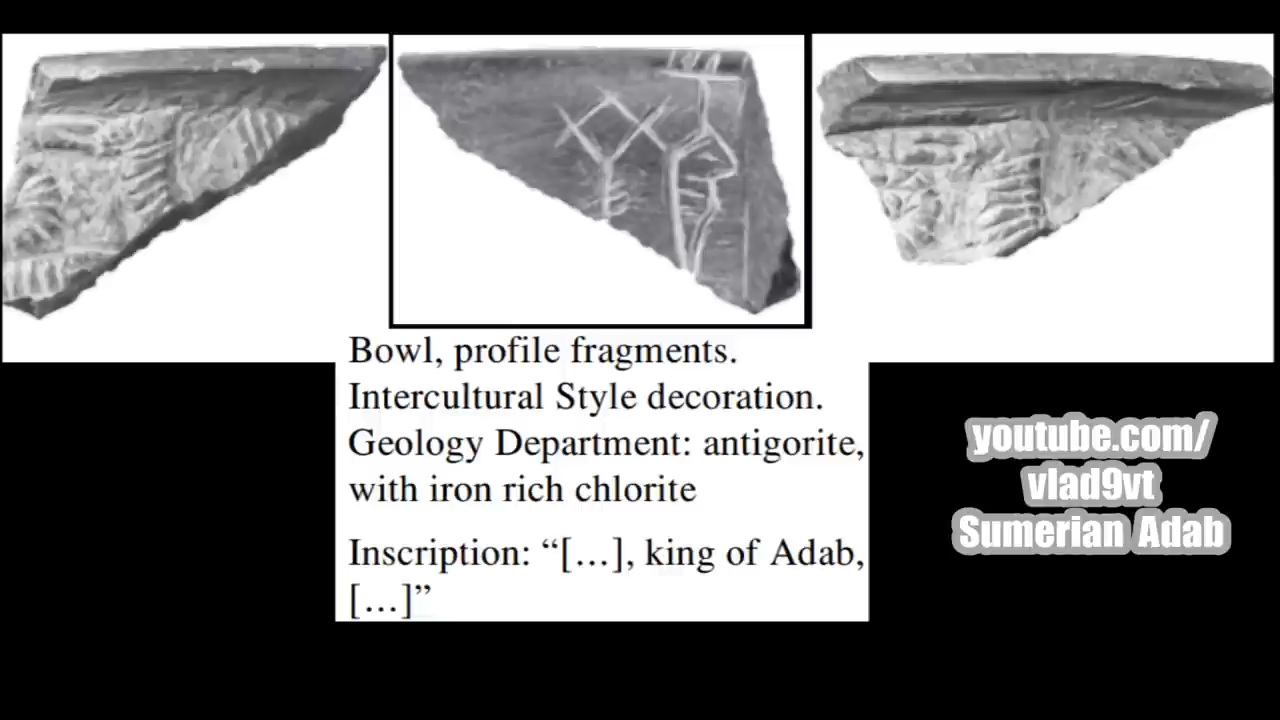 Bowl, profile fragments.
Intercultural Style decoration.
Geology Department: antigorite,
with iron rich chlorite
Inscription: “[…], king of Adab,
[…]”
youtube.com/
vlad9vt
Sumerian Adab